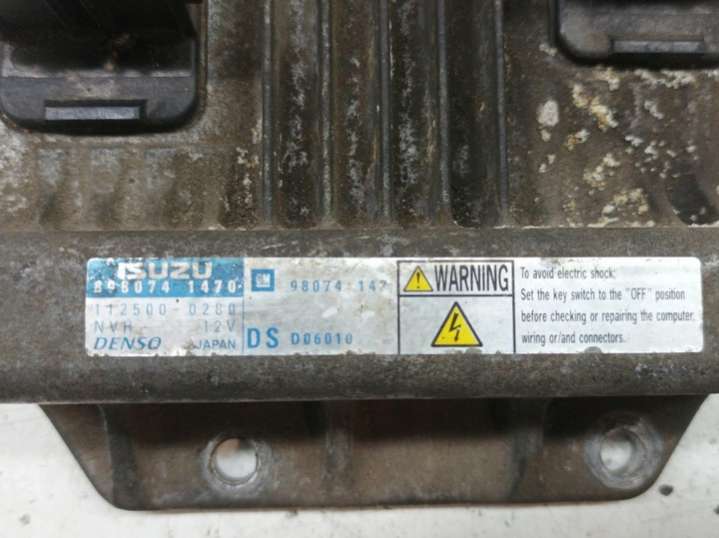 ISUZU
898074 1470
112500-0280
NVH 12V
DENSO JAPAN
GM
98074 147
DS D06010
WARNING
To avoid electric shock:
Set the key switch to the "OFF" position
before checking or repairing the computer,
wiring or/and connectors.